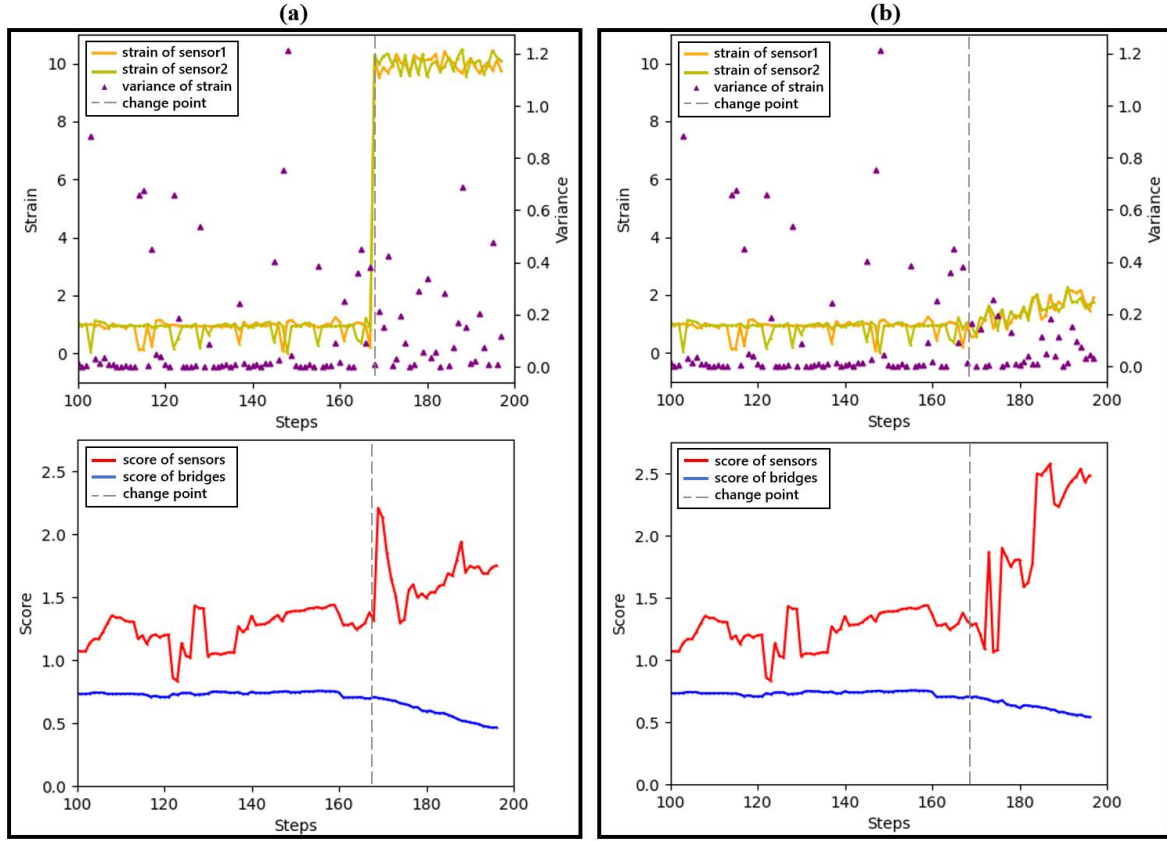 (a)
strain of sensor1
strain of sensor2
variance of strain
change point
10
8
6
4
2
0
1.2
1.0
0.8
0.6
0.4
0.2
0.0
Strain
Variance
100 120 140 160 180 200
Steps
score of sensors
score of bridges
change point
2.5
2.0
1.5
1.0
0.5
0.0
Score
100 120 140 160 180 200
Steps
(b)
strain of sensor1
strain of sensor2
variance of strain
change point
10
8
6
4
2
0
1.2
1.0
0.8
0.6
0.4
0.2
0.0
Strain
Variance
100 120 140 160 180 200
Steps
score of sensors
score of bridges
change point
2.5
2.0
1.5
1.0
0.5
0.0
Score
100 120 140 160 180 200
Steps